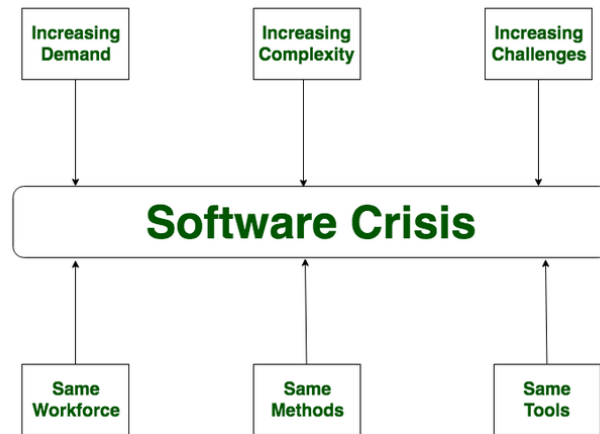 Increasing
Demand
Increasing
Complexity
Increasing
Challenges
Software Crisis
Same
Workforce
Same
Methods
Same
Tools